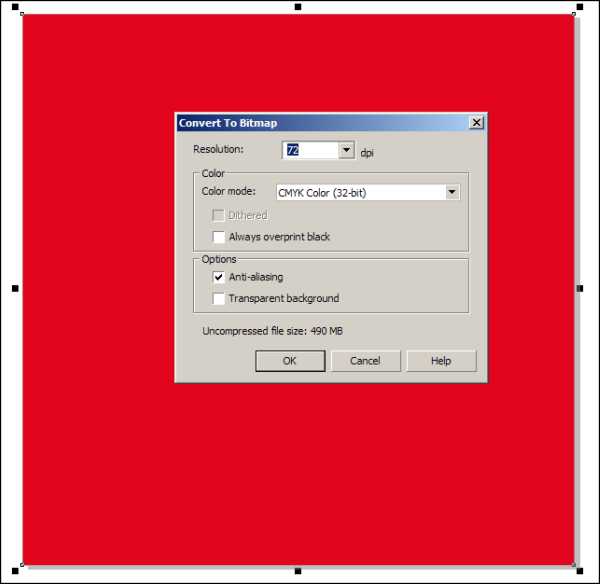 Convert To Bitmap
Resolution: 72 dpi
Color
Color mode: CMYK Color (32-bit)
Dithered
Always overprint black
Options
Anti-aliasing
Transparent background
Uncompressed file size: 490 MB
OK Cancel Help